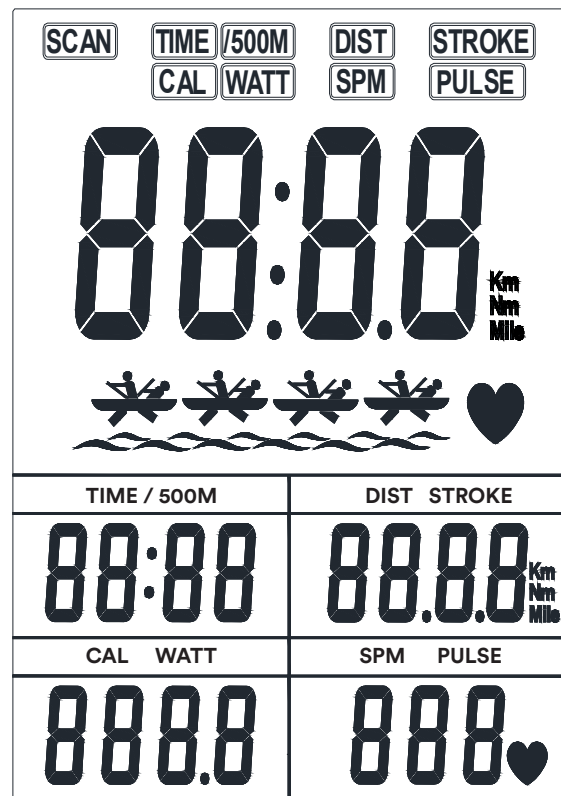 SCAN TIME /500M DIST STROKE
CAL WATT SPM PULSE
88:8.8
Km
Nm
Mile
TIME / 500M DIST STROKE
88:88 88.8.8
Km
Nm
Mile
CAL WATT SPM PULSE
888.8 888